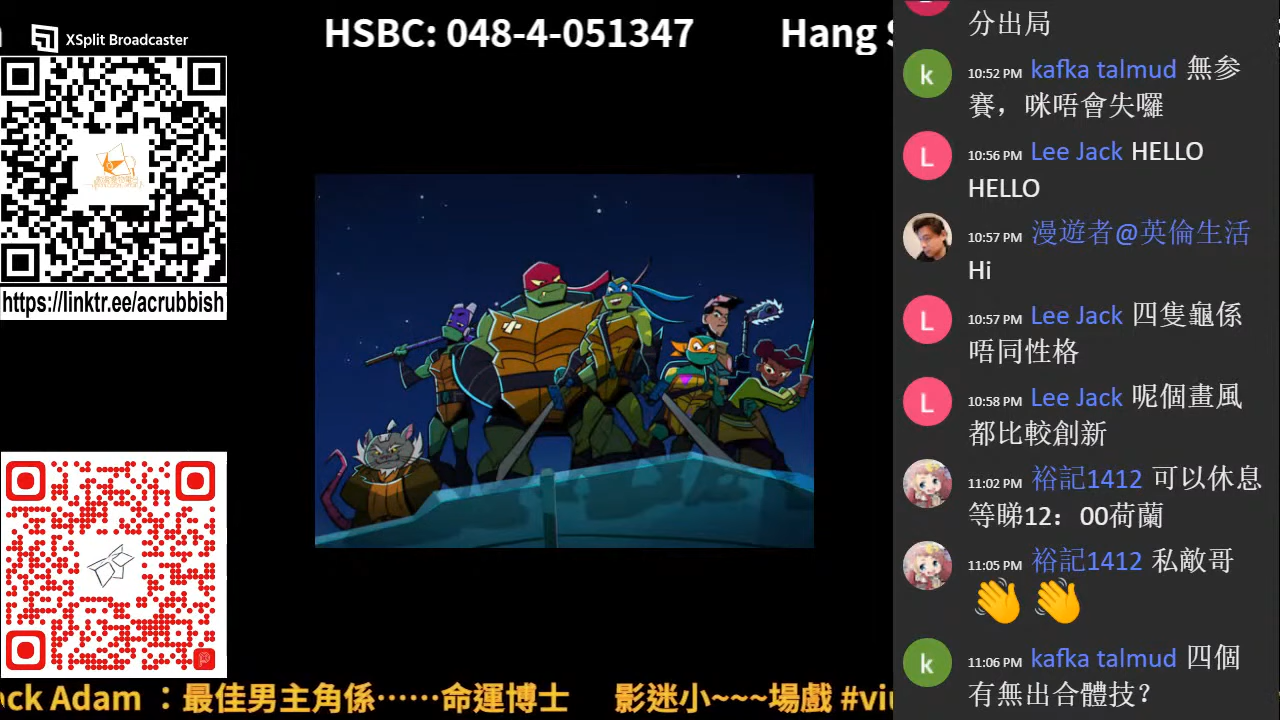 XSplit Broadcaster
HSBC: 048-4-051347 Hang
https://linktr.ee/acrubbish
ck Adam ：最佳男主角係⋯⋯命運博士 影迷小~~~場戲 #viu
分出局
k 10:52 PM kafka talmud 無参
賽，咪唔會失囉
L 10:56 PM Lee Jack HELLO
HELLO
10:57 PM 漫遊者@英倫生活
Hi
L 10:57 PM Lee Jack 四隻龜係
唔同性格
L 10:58 PM Lee Jack 呢個畫風
都比較創新
11:02 PM 裕記1412 可以休息
等睇12：00荷蘭
11:05 PM 裕記1412 私敵哥
👋 👋
k 11:06 PM kafka talmud 四個
有無出合體技?